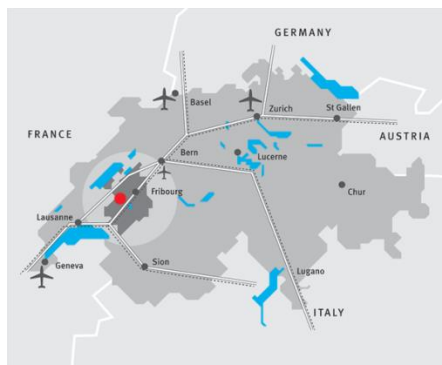 GERMANY
Basel
Zurich
St Gallen
FRANCE
AUSTRIA
Bern
Lucerne
Fribourg
Chur
Lausanne
Geneva
Sion
Lugano
ITALY